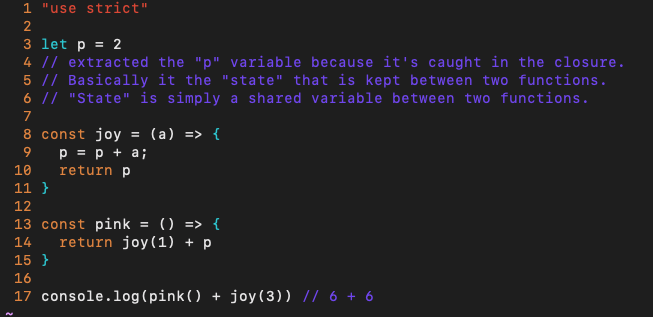 1 "use strict"
2
3 let p = 2
4 // extracted the "p" variable because it's caught in the closure.
5 // Basically it the "state" that is kept between two functions.
6 // "State" is simply a shared variable between two functions.
7
8 const joy = (a) => {
9   p = p + a;
10   return p
11 }
12
13 const pink = () => {
14   return joy(1) + p
15 }
16
17 console.log(pink() + joy(3)) // 6 + 6
~